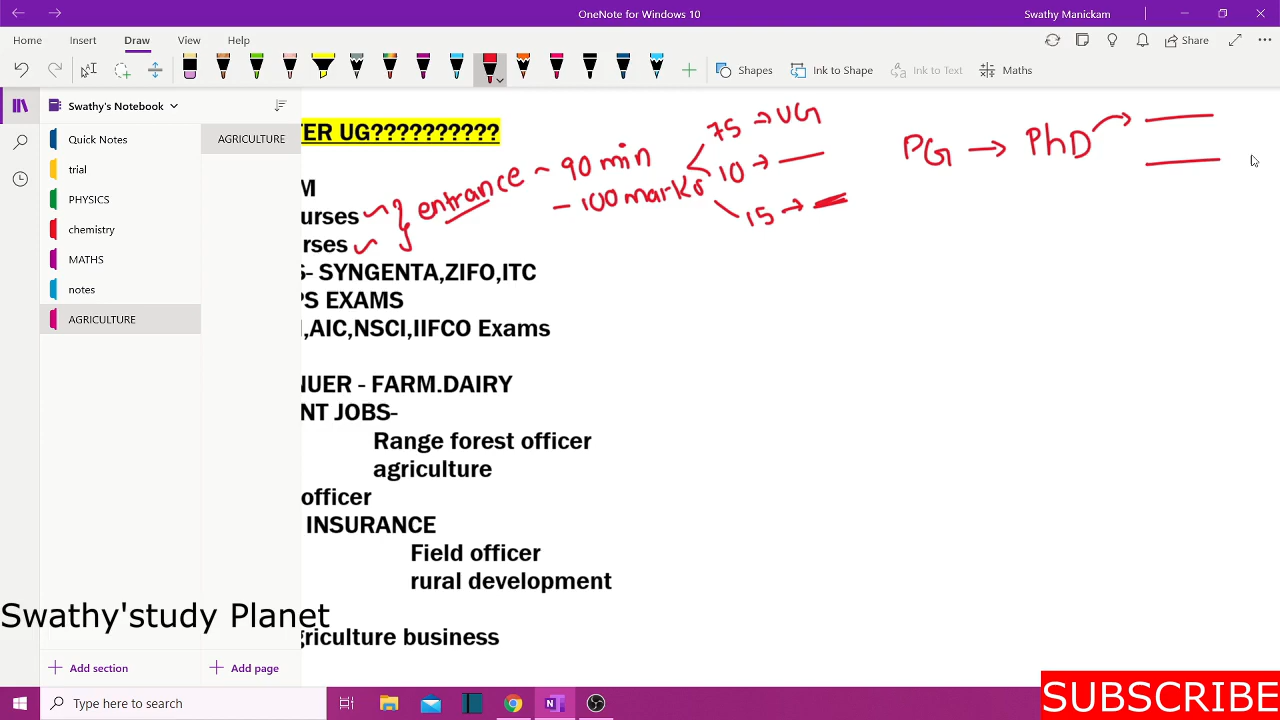 OneNote for Windows 10
Swathy Manickam
Home Insert Draw View Help
Share
Shapes
Ink to Shape
Ink to Text
Maths
Swathy's Notebook
Quick Notes
trial
PHYSICS
chemistry
MATHS
notes
AGRICULTURE
AGRICULTURE
TER UG??????????
M
urses
rses
entrance ~ 90 min
- 100 marks
75 → UG
10 →
15 →
PG → PhD
S- SYNGENTA,ZIFO,ITC
PS EXAMS
I,AIC,NSCI,IIFCO Exams
NUER - FARM.DAIRY
NT JOBS-
Range forest officer
agriculture
officer
INSURANCE
Field officer
rural development
griculture business
Swathy'study Planet
Add section
Add page
Type here to search
SUBSCRIBE